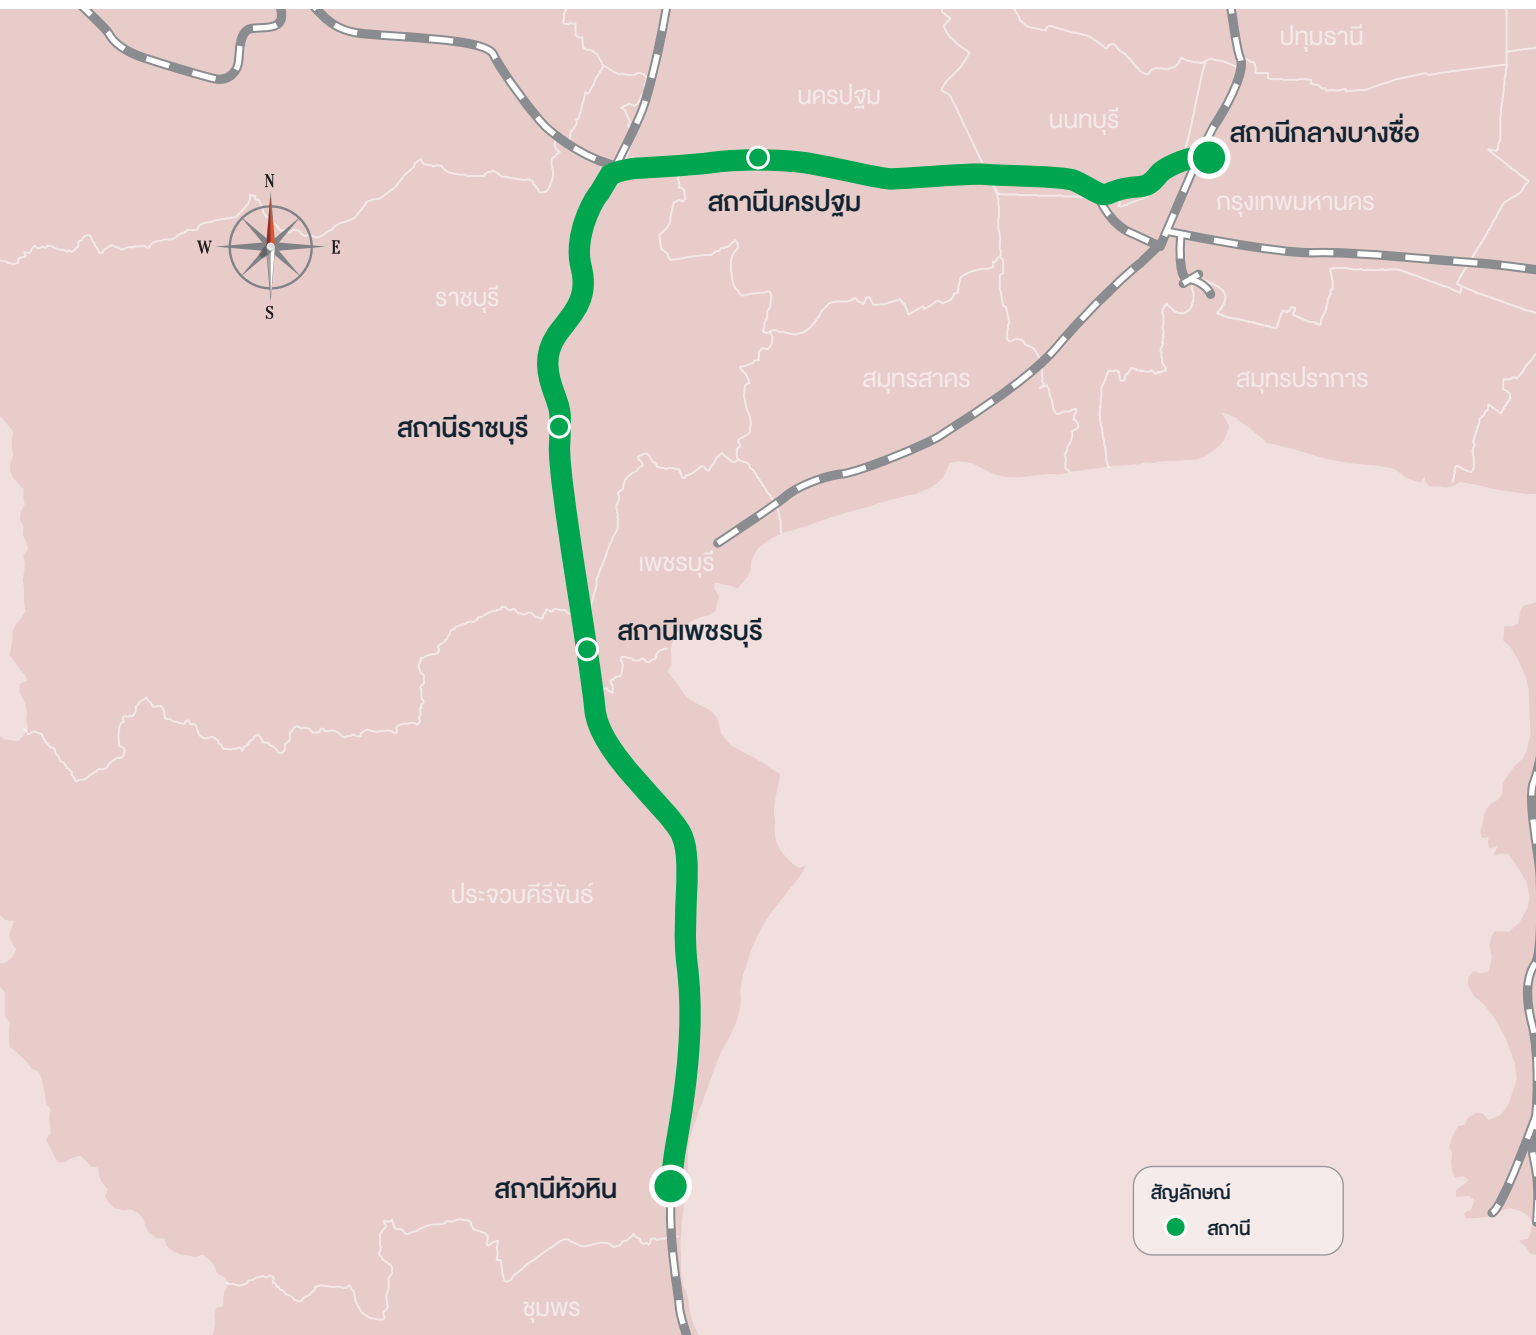 ปทุมธานี
นครปฐม
นนทบุรี
สถานีกลางบางซื่อ
สถานีนครปฐม
กรุงเทพมหานคร
N
W
E
S
ราชบุรี
สมุทรสาคร
สมุทรปราการ
สถานีราชบุรี
เพชรบุรี
สถานีเพชรบุรี
ประจวบคีรีขันธ์
สถานีหัวหิน
สัญลักษณ์
สถานี
ชุมพร